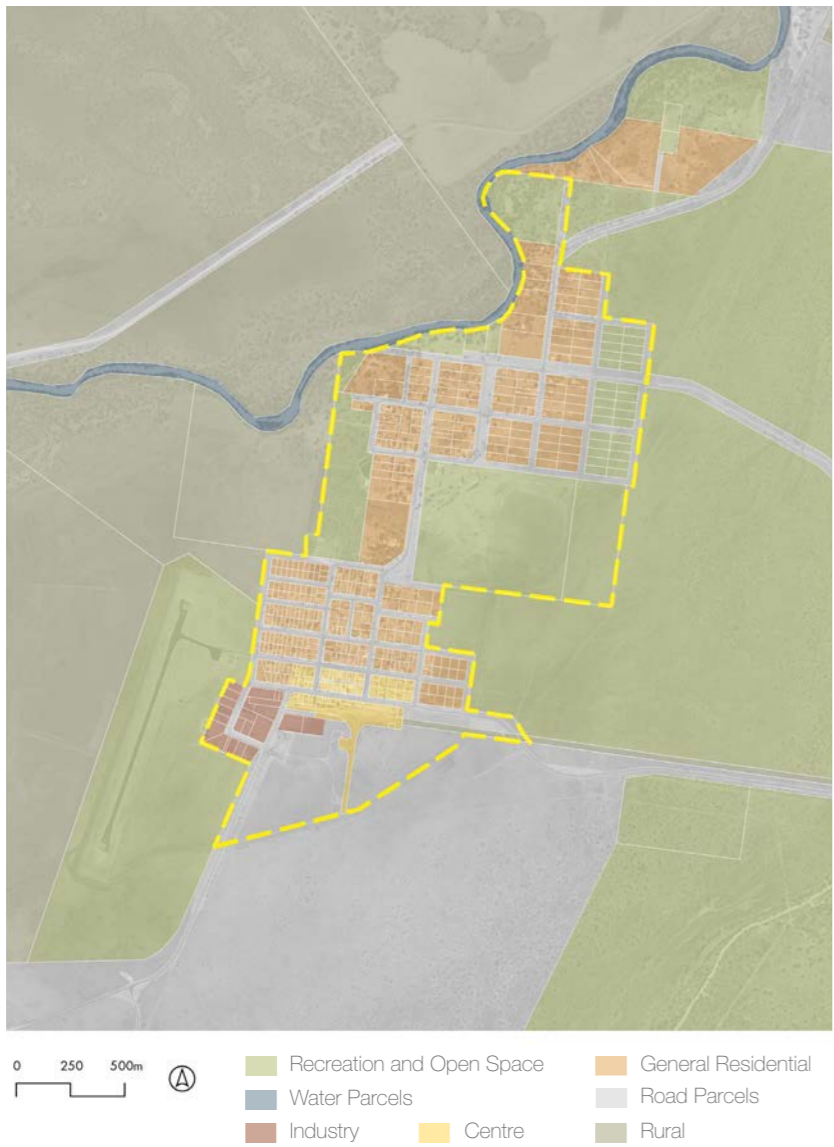 0 250 500m
Recreation and Open Space
General Residential
Water Parcels
Road Parcels
Industry
Centre
Rural